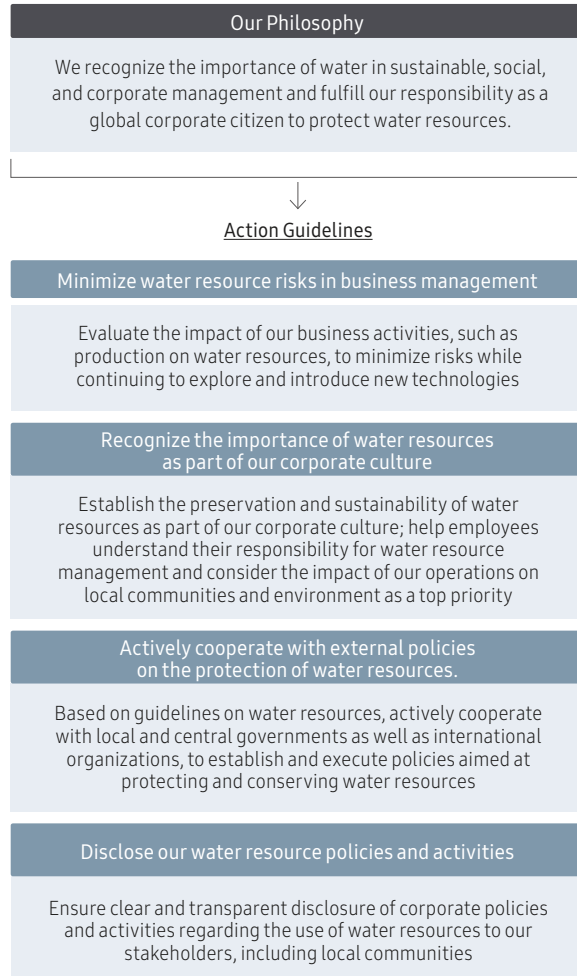 Our Philosophy
We recognize the importance of water in sustainable, social,
and corporate management and fulfill our responsibility as a
global corporate citizen to protect water resources.
Action Guidelines
Minimize water resource risks in business management
Evaluate the impact of our business activities, such as
production on water resources, to minimize risks while
continuing to explore and introduce new technologies
Recognize the importance of water resources
as part of our corporate culture
Establish the preservation and sustainability of water
resources as part of our corporate culture; help employees
understand their responsibility for water resource
management and consider the impact of our operations on
local communities and environment as a top priority
Actively cooperate with external policies
on the protection of water resources.
Based on guidelines on water resources, actively cooperate
with local and central governments as well as international
organizations, to establish and execute policies aimed at
protecting and conserving water resources
Disclose our water resource policies and activities
Ensure clear and transparent disclosure of corporate policies
and activities regarding the use of water resources to our
stakeholders, including local communities